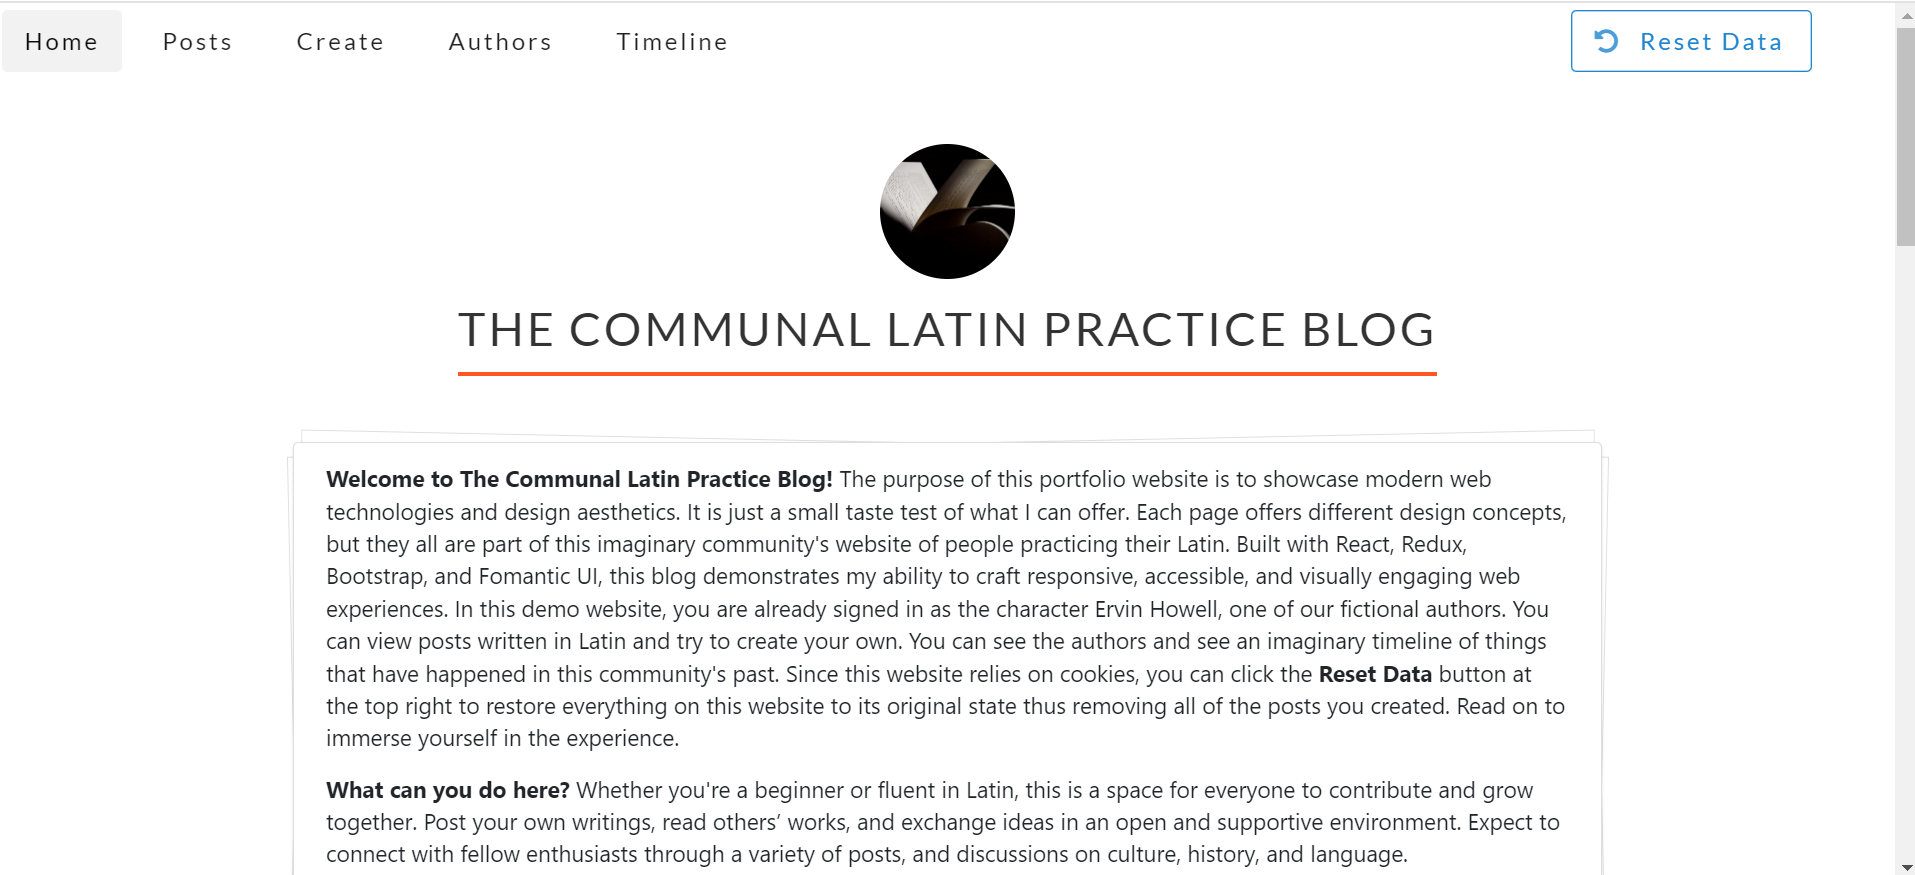 Home Posts Create Authors Timeline Reset Data
THE COMMUNAL LATIN PRACTICE BLOG
Welcome to The Communal Latin Practice Blog! The purpose of this portfolio website is to showcase modern web
technologies and design aesthetics. It is just a small taste test of what I can offer. Each page offers different design concepts,
but they all are part of this imaginary community's website of people practicing their Latin. Built with React, Redux,
Bootstrap, and Fomantic UI, this blog demonstrates my ability to craft responsive, accessible, and visually engaging web
experiences. In this demo website, you are already signed in as the character Ervin Howell, one of our fictional authors. You
can view posts written in Latin and try to create your own. You can see the authors and see an imaginary timeline of things
that have happened in this community's past. Since this website relies on cookies, you can click the Reset Data button at
the top right to restore everything on this website to its original state thus removing all of the posts you created. Read on to
immerse yourself in the experience.
What can you do here? Whether you're a beginner or fluent in Latin, this is a space for everyone to contribute and grow
together. Post your own writings, read others’ works, and exchange ideas in an open and supportive environment. Expect to
connect with fellow enthusiasts through a variety of posts, and discussions on culture, history, and language.